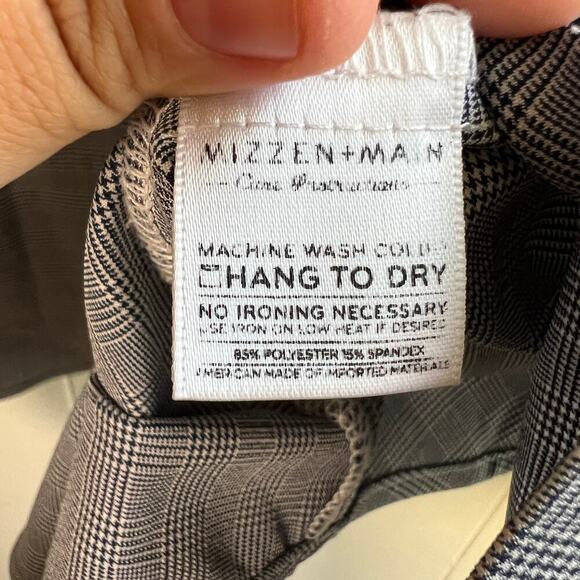 MIZZEN+MAIN
Care Instructions
MACHINE WASH COLD
HANG TO DRY
NO IRONING NECESSARY
USE IRON ON LOW HEAT IF DESIRED
85% POLYESTER 15% SPANDEX
AMERICAN MADE OF IMPORTED MATERIALS